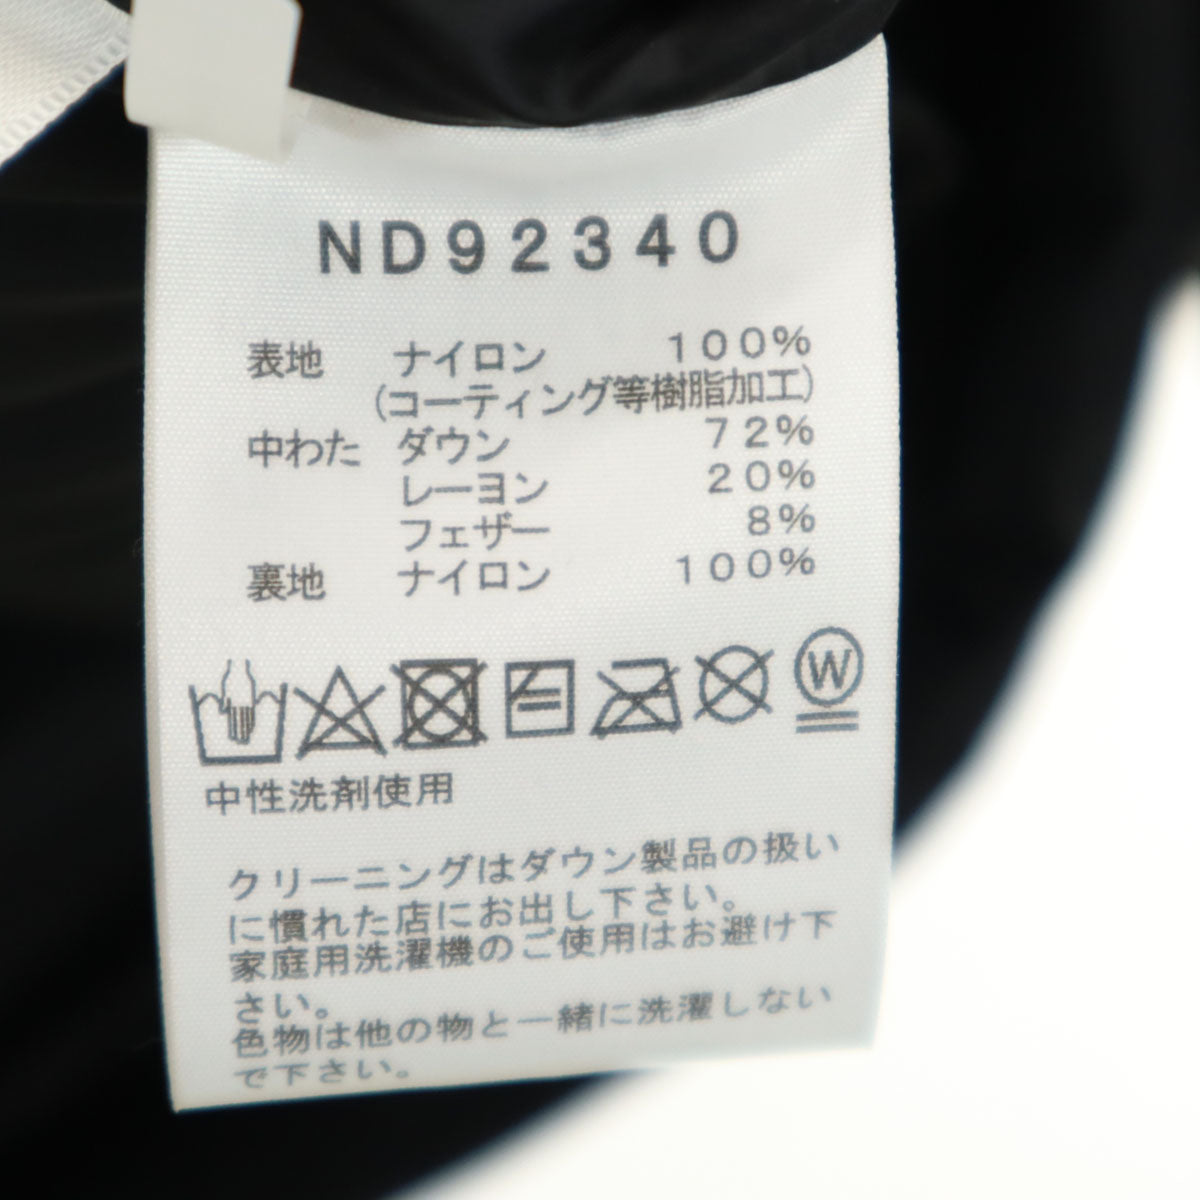 ND92340
表地 ナイロン 100%
(コーティング等樹脂加工)
中わた ダウン 72%
レーヨン 20%
フェザー 8%
裏地 ナイロン 100%
W
中性洗剤使用
クリーニングはダウン製品の扱い
に慣れた店にお出し下さい。
家庭用洗濯機のご使用はお避け下
さい。
色物は他の物と一緒に洗濯しない
で下さい。